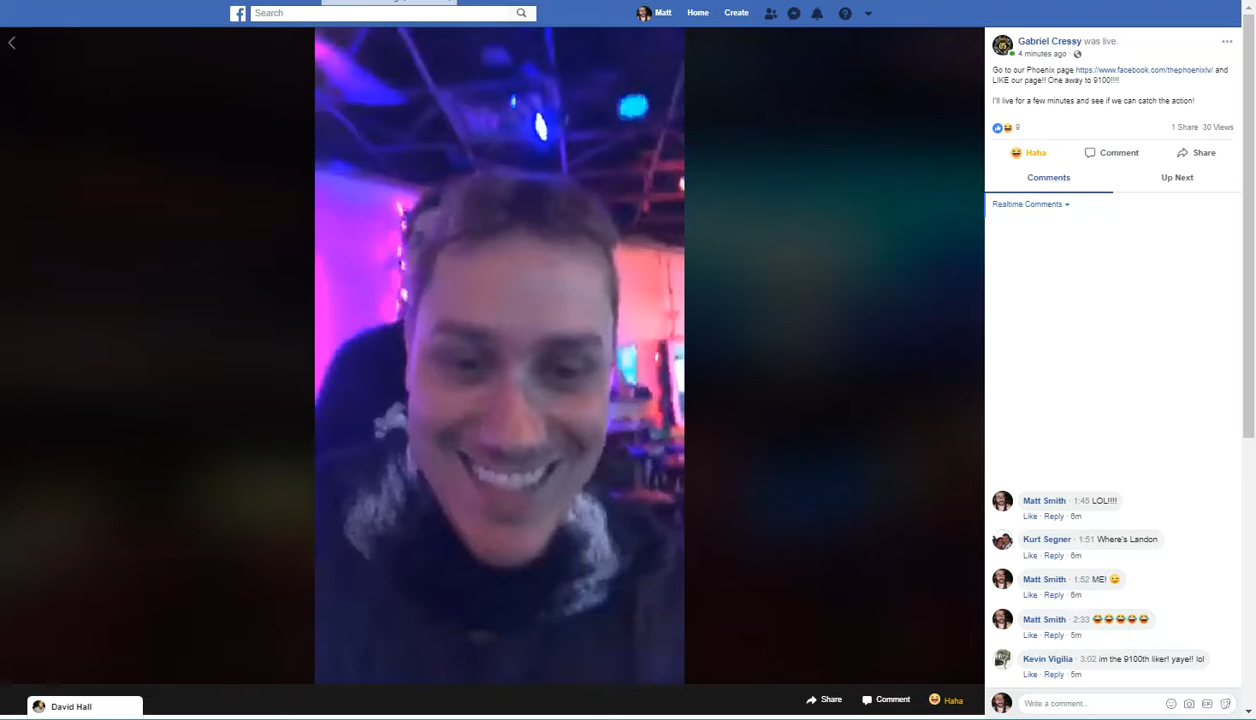 Search
Matt
Home
Create
Gabriel Cressy was live.
4 minutes ago ·
Go to our Phoenix page https://www.facebook.com/thephoenixlv/ and
LIKE our page!! One away to 9100!!!!
I'll live for a few minutes and see if we can catch the action!
9
1 Share 30 Views
Haha
Comment
Share
Comments
Up Next
Realtime Comments
Matt Smith · 1:45 LOL!!!!
Like · Reply · 6m
Kurt Segner · 1:51 Where's Landon
Like · Reply · 6m
Matt Smith · 1:52 ME! 😉
Like · Reply · 6m
Matt Smith · 2:33 😂😂😂😂😂
Like · Reply · 5m
Kevin Vigilia · 3:02 im the 9100th liker! yaye!! lol
Like · Reply · 5m
Write a comment...
Share
Comment
Haha
David Hall